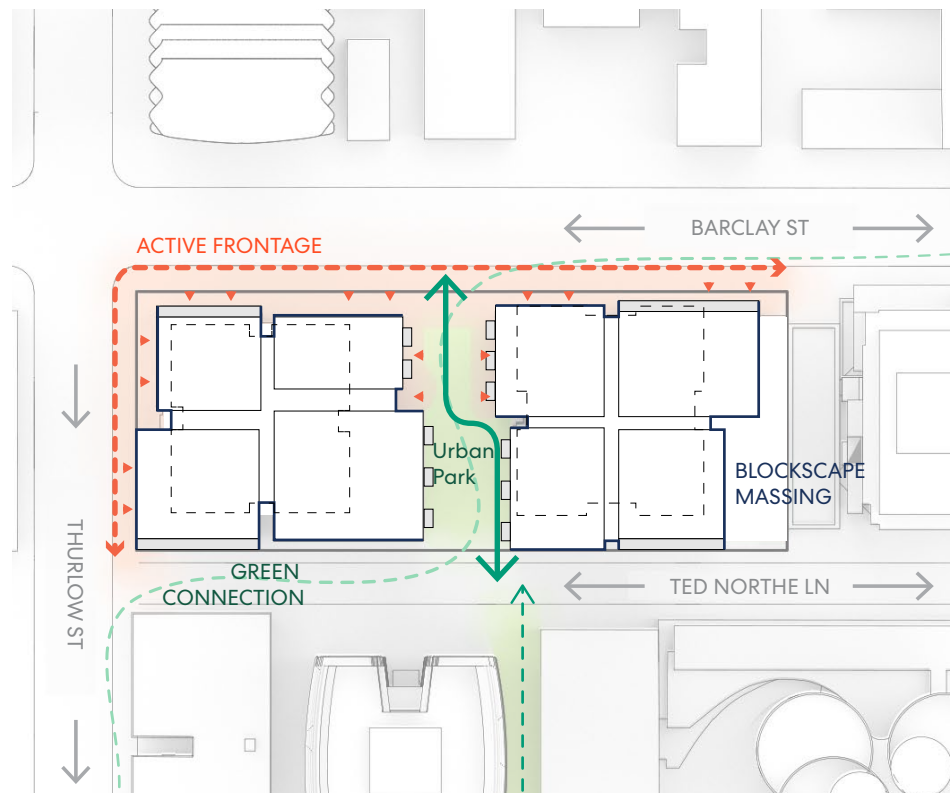 BARCLAY ST
ACTIVE FRONTAGE
Urban
Park
BLOCKSCAPE
MASSING
THURLOW ST
GREEN
CONNECTION
TED NORTHE LN